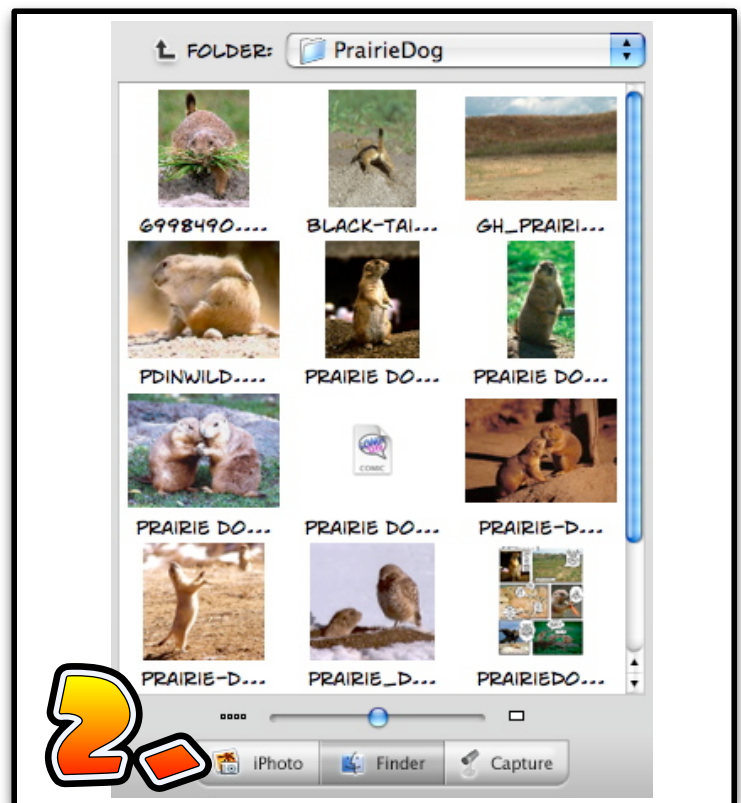 FOLDER: PrairieDog
6998490....
BLACK-TAI...
GH_PRAIRI...
PDINWILD....
PRAIRIE DO...
PRAIRIE DO...
PRAIRIE DO...
COMIC
PRAIRIE DO...
PRAIRIE-D...
PRAIRIE-D...
PRAIRIE_D...
PRAIRIEDO...
2.
iPhoto Finder Capture